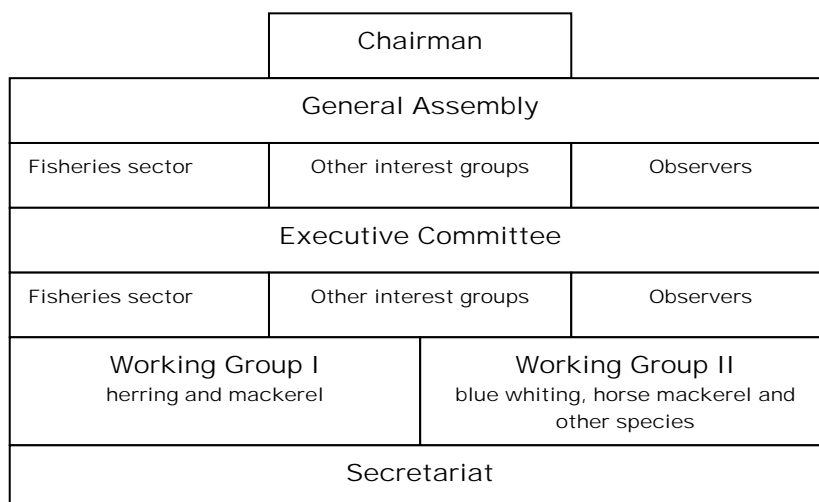 Chairman
General Assembly
Fisheries sector
Other interest groups
Observers
Executive Committee
Fisheries sector
Other interest groups
Observers
Working Group I
herring and mackerel
Working Group II
blue whiting, horse mackerel and
other species
Secretariat